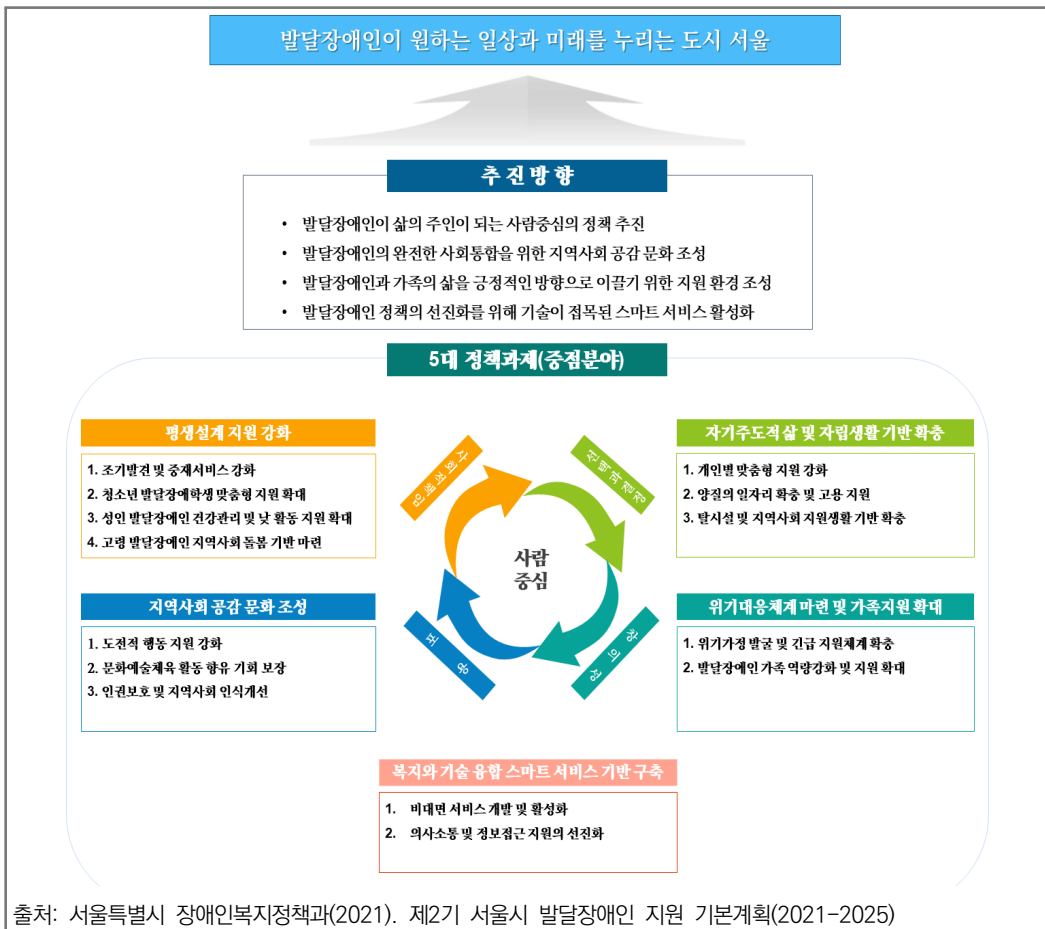 발달장애인이 원하는 일상과 미래를 누리는 도시 서울
추진방향
• 발달장애인이 삶의 주인이 되는 사람중심의 정책 추진
• 발달장애인의 완전한 사회통합을 위한 지역사회 공감 문화 조성
• 발달장애인과 가족의 삶을 긍정적인 방향으로 이끌기 위한 지원 환경 조성
• 발달장애인 정책의 선진화를 위해 기술이 접목된 스마트 서비스 활성화
5대 정책과제(중점분야)
평생설계 지원 강화
1. 조기발견 및 중재서비스 강화
2. 청소년 발달장애학생 맞춤형 지원 확대
3. 성인 발달장애인 건강관리 및 낮 활동 지원 확대
4. 고령 발달장애인 지역사회 돌봄 기반 마련
사회적책임
선택과결정
자기주도적 삶 및 자립생활 기반 확충
1. 개인별 맞춤형 지원 강화
2. 양질의 일자리 확충 및 고용 지원
3. 탈시설 및 지역사회 지원생활 기반 확충
사람
중심
지역사회 공감 문화 조성
1. 도전적 행동 지원 강화
2. 문화예술체육 활동 향유 기회 보장
3. 인권보호 및 지역사회 인식개선
포용
창의성
위기대응체계 마련 및 가족지원 확대
1. 위기가정 발굴 및 긴급 지원체계 확충
2. 발달장애인 가족 역량강화 및 지원 확대
복지와 기술 융합 스마트 서비스 기반 구축
1. 비대면 서비스 개발 및 활성화
2. 의사소통 및 정보접근 지원의 선진화
출처: 서울특별시 장애인복지정책과(2021). 제2기 서울시 발달장애인 지원 기본계획(2021-2025)